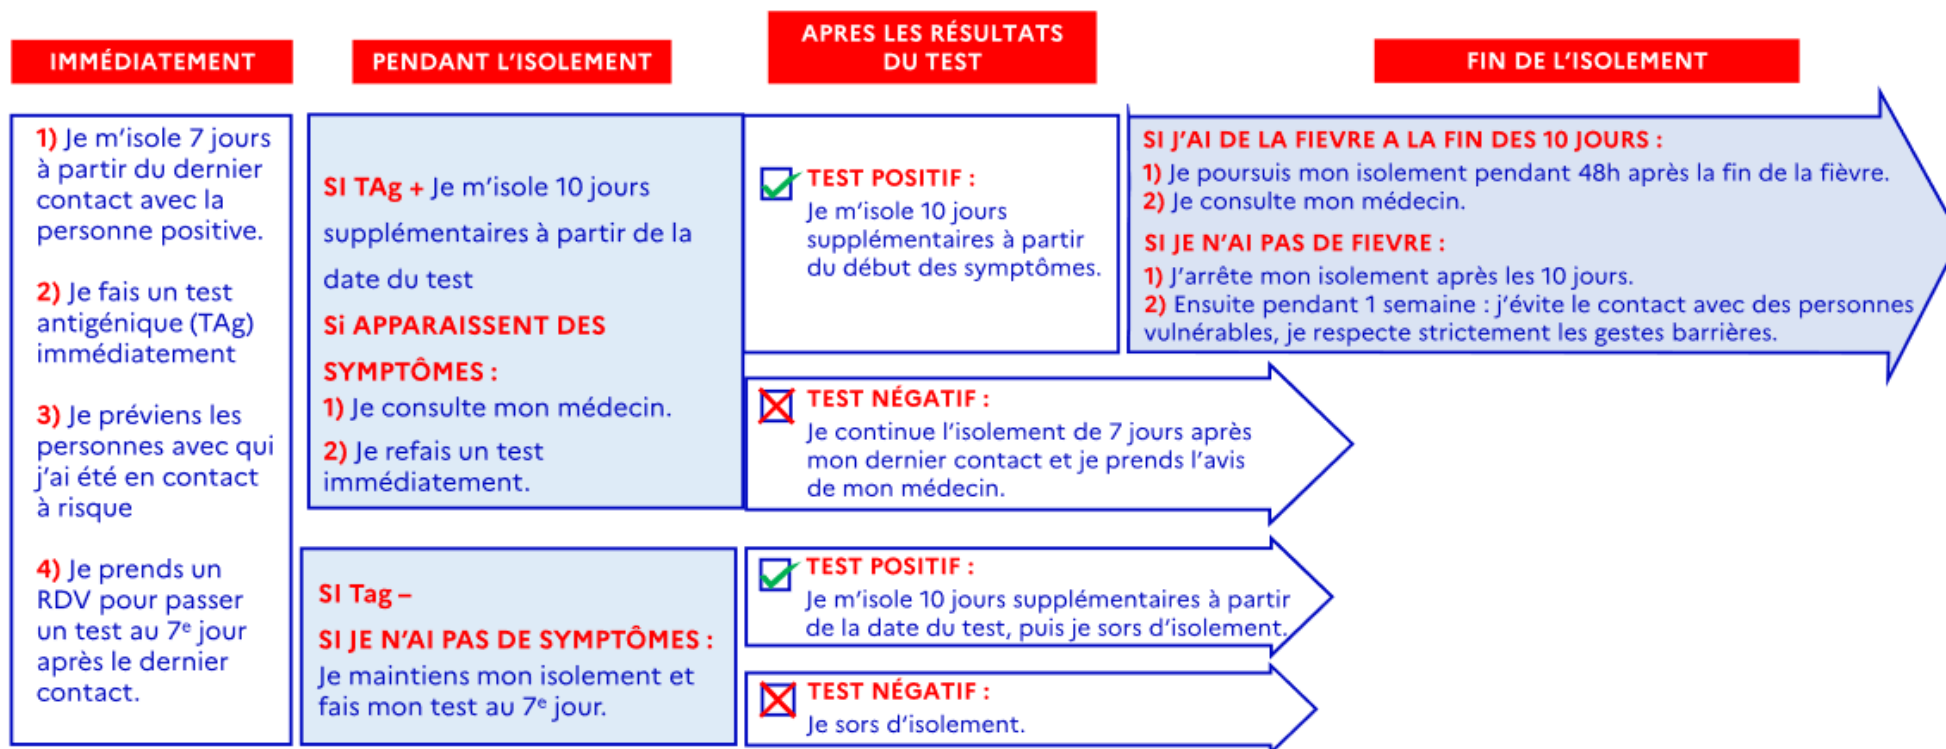 IMMÉDIATEMENT
1) Je m'isole 7 jours
à partir du dernier
contact avec la
personne positive.
2) Je fais un test
antigénique (TAg)
immédiatement
3) Je préviens les
personnes avec qui
j'ai été en contact
à risque
4) Je prends un
RDV pour passer
un test au 7e jour
après le dernier
contact.
PENDANT L'ISOLEMENT
SI TAg + Je m'isole 10 jours
supplémentaires à partir de la
date du test
Si APPARAISSENT DES
SYMPTÔMES :
1) Je consulte mon médecin.
2) Je refais un test
immédiatement.
SI Tag –
SI JE N'AI PAS DE SYMPTÔMES :
Je maintiens mon isolement et
fais mon test au 7e jour.
APRES LES RÉSULTATS
DU TEST
TEST POSITIF :
Je m'isole 10 jours
supplémentaires à partir
du début des symptômes.
TEST NÉGATIF :
Je continue l'isolement de 7 jours après
mon dernier contact et je prends l'avis
de mon médecin.
TEST POSITIF :
Je m'isole 10 jours supplémentaires à partir
de la date du test, puis je sors d'isolement.
TEST NÉGATIF :
Je sors d'isolement.
FIN DE L'ISOLEMENT
SI J'AI DE LA FIEVRE A LA FIN DES 10 JOURS :
1) Je poursuis mon isolement pendant 48h après la fin de la fièvre.
2) Je consulte mon médecin.
SI JE N'AI PAS DE FIEVRE :
1) J'arrête mon isolement après les 10 jours.
2) Ensuite pendant 1 semaine : j'évite le contact avec des personnes
vulnérables, je respecte strictement les gestes barrières.